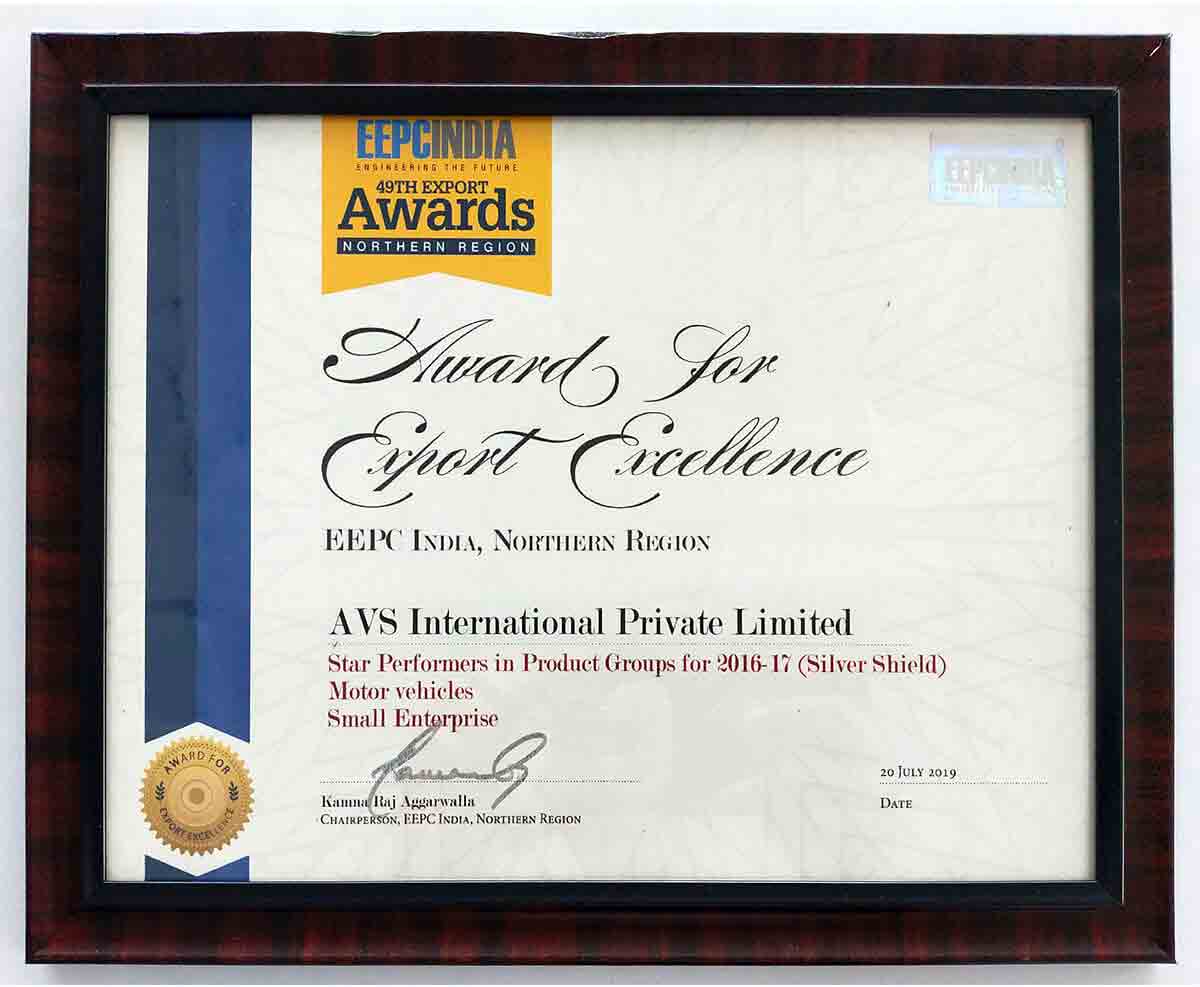 EEPCINDIA
ENGINEERING THE FUTURE
49TH EXPORT
Awards
NORTHERN REGION
EEPCINDIA
Award for
Export Excellence
EEPC INDIA, NORTHERN REGION
AVS International Private Limited
Star Performers in Product Groups for 2016-17 (Silver Shield)
Motor vehicles
Small Enterprise
Kamna Raj Aggarwalla
CHAIRPERSON, EEPC INDIA, NORTHERN REGION
20 JULY 2019
DATE
AWARD FOR
EXPORT EXCELLENCE